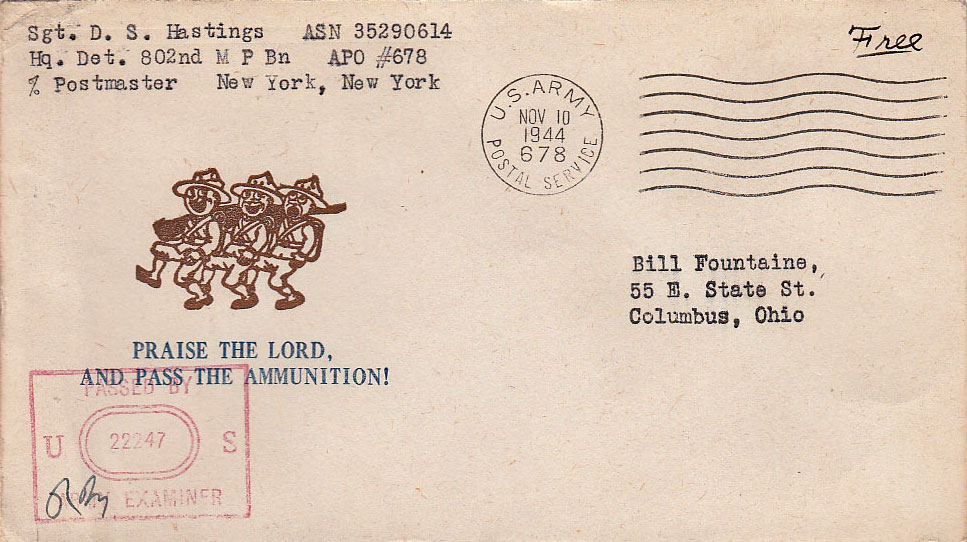 Sgt. D. S. Hastings ASN 35290614
Hq. Det. 802nd M P Bn APO #678
% Postmaster New York, New York
Free
U.S. ARMY
NOV 10
1944
678
POSTAL SERVICE
Bill Fountaine,
55 E. State St.
Columbus, Ohio
PRAISE THE LORD,
AND PASS THE AMMUNITION!
PASSED BY
U 22247 S
ARMY EXAMINER